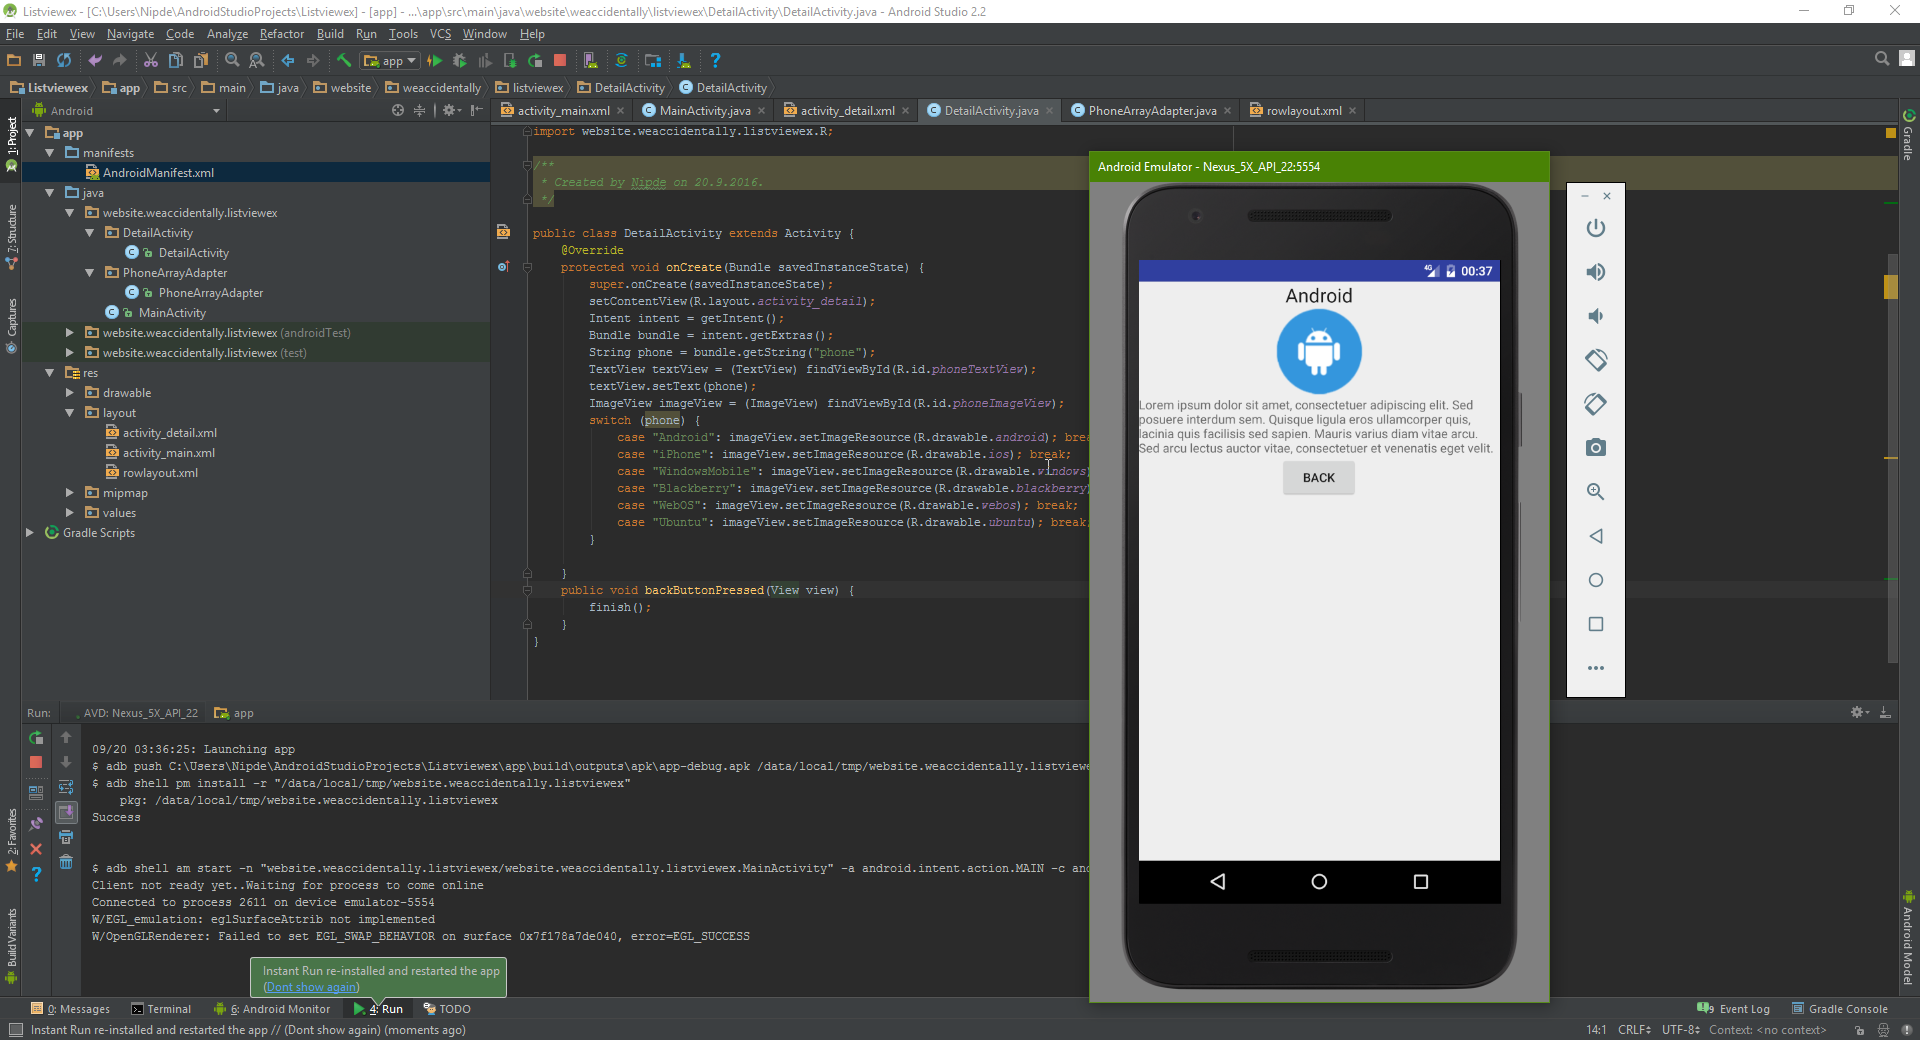 Listviewex - [C:\Users\Nipde\AndroidStudioProjects\Listviewex] - [app] - ...\app\src\main\java\website\weaccidentally\listviewex\DetailActivity\DetailActivity.java - Android Studio 2.2
File Edit View Navigate Code Analyze Refactor Build Run Tools VCS Window Help
app
Listviewex app src main java website weaccidentally listviewex DetailActivity DetailActivity
Android
activity_main.xml MainActivity.java activity_detail.xml DetailActivity.java PhoneArrayAdapter.java rowlayout.xml
1: Project
7: Structure
Captures
2: Favorites
Build Variants
app
manifests
AndroidManifest.xml
java
website.weaccidentally.listviewex
DetailActivity
DetailActivity
PhoneArrayAdapter
PhoneArrayAdapter
MainActivity
website.weaccidentally.listviewex (androidTest)
website.weaccidentally.listviewex (test)
res
drawable
layout
activity_detail.xml
activity_main.xml
rowlayout.xml
mipmap
values
Gradle Scripts
import website.weaccidentally.listviewex.R;
/**
* Created by Nipde on 20.9.2016.
*/
public class DetailActivity extends Activity {
@Override
protected void onCreate(Bundle savedInstanceState) {
super.onCreate(savedInstanceState);
setContentView(R.layout.activity_detail);
Intent intent = getIntent();
Bundle bundle = intent.getExtras();
String phone = bundle.getString("phone");
TextView textView = (TextView) findViewById(R.id.phoneTextView);
textView.setText(phone);
ImageView imageView = (ImageView) findViewById(R.id.phoneImageView);
switch (phone) {
case "Android": imageView.setImageResource(R.drawable.android); brea
case "iPhone": imageView.setImageResource(R.drawable.ios); break;
case "WindowsMobile": imageView.setImageResource(R.drawable.windows)
case "Blackberry": imageView.setImageResource(R.drawable.blackberry)
case "WebOS": imageView.setImageResource(R.drawable.webos); break;
case "Ubuntu": imageView.setImageResource(R.drawable.ubuntu); break;
}
}
public void backButtonPressed(View view) {
finish();
}
}
Android Emulator - Nexus_5X_API_22:5554
4G 00:37
Android
Lorem ipsum dolor sit amet, consectetuer adipiscing elit. Sed
posuere interdum sem. Quisque ligula eros ullamcorper quis,
lacinia quis facilisis sed sapien. Mauris varius diam vitae arcu.
Sed arcu lectus auctor vitae, consectetuer et venenatis eget velit.
BACK
Gradle
Android Model
Run: AVD: Nexus_5X_API_22 app
09/20 03:36:25: Launching app
$ adb push C:\Users\Nipde\AndroidStudioProjects\Listviewex\app\build\outputs\apk\app-debug.apk /data/local/tmp/website.weaccidentally.listviewe
$ adb shell pm install -r "/data/local/tmp/website.weaccidentally.listviewex"
pkg: /data/local/tmp/website.weaccidentally.listviewex
Success
$ adb shell am start -n "website.weaccidentally.listviewex/website.weaccidentally.listviewex.MainActivity" -a android.intent.action.MAIN -c and
Client not ready yet..Waiting for process to come online
Connected to process 2611 on device emulator-5554
W/EGL_emulation: eglSurfaceAttrib not implemented
W/OpenGLRenderer: Failed to set EGL_SWAP_BEHAVIOR on surface 0x7f178a7de040, error=EGL_SUCCESS
Instant Run re-installed and restarted the app
(Dont show again)
0: Messages Terminal 6: Android Monitor 4: Run TODO Event Log Gradle Console
Instant Run re-installed and restarted the app // (Dont show again) (moments ago) 14:1 CRLF UTF-8 Context: <no context>